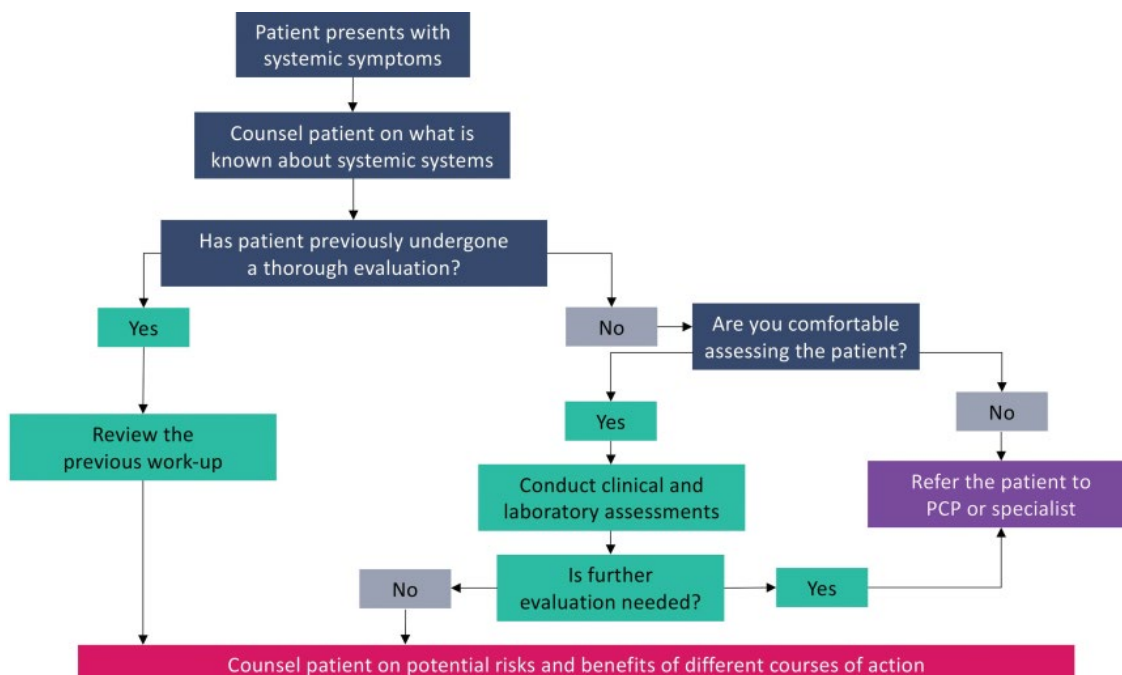 Patient presents with
systemic symptoms
Counsel patient on what is
known about systemic systems
Has patient previously undergone
a thorough evaluation?
Yes
No
Are you comfortable
assessing the patient?
Yes
No
Review the
previous work-up
Conduct clinical and
laboratory assessments
Refer the patient to
PCP or specialist
No
Is further
evaluation needed?
Yes
Counsel patient on potential risks and benefits of different courses of action